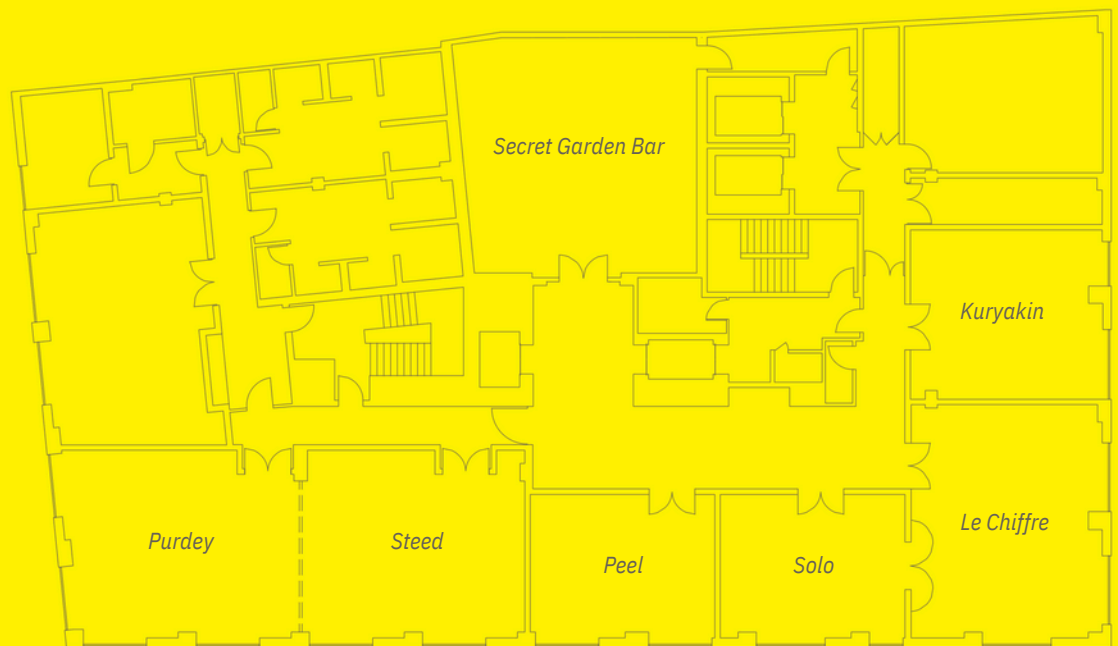 Secret Garden Bar
Kuryakin
Le Chiffre
Purdey
Steed
Peel
Solo